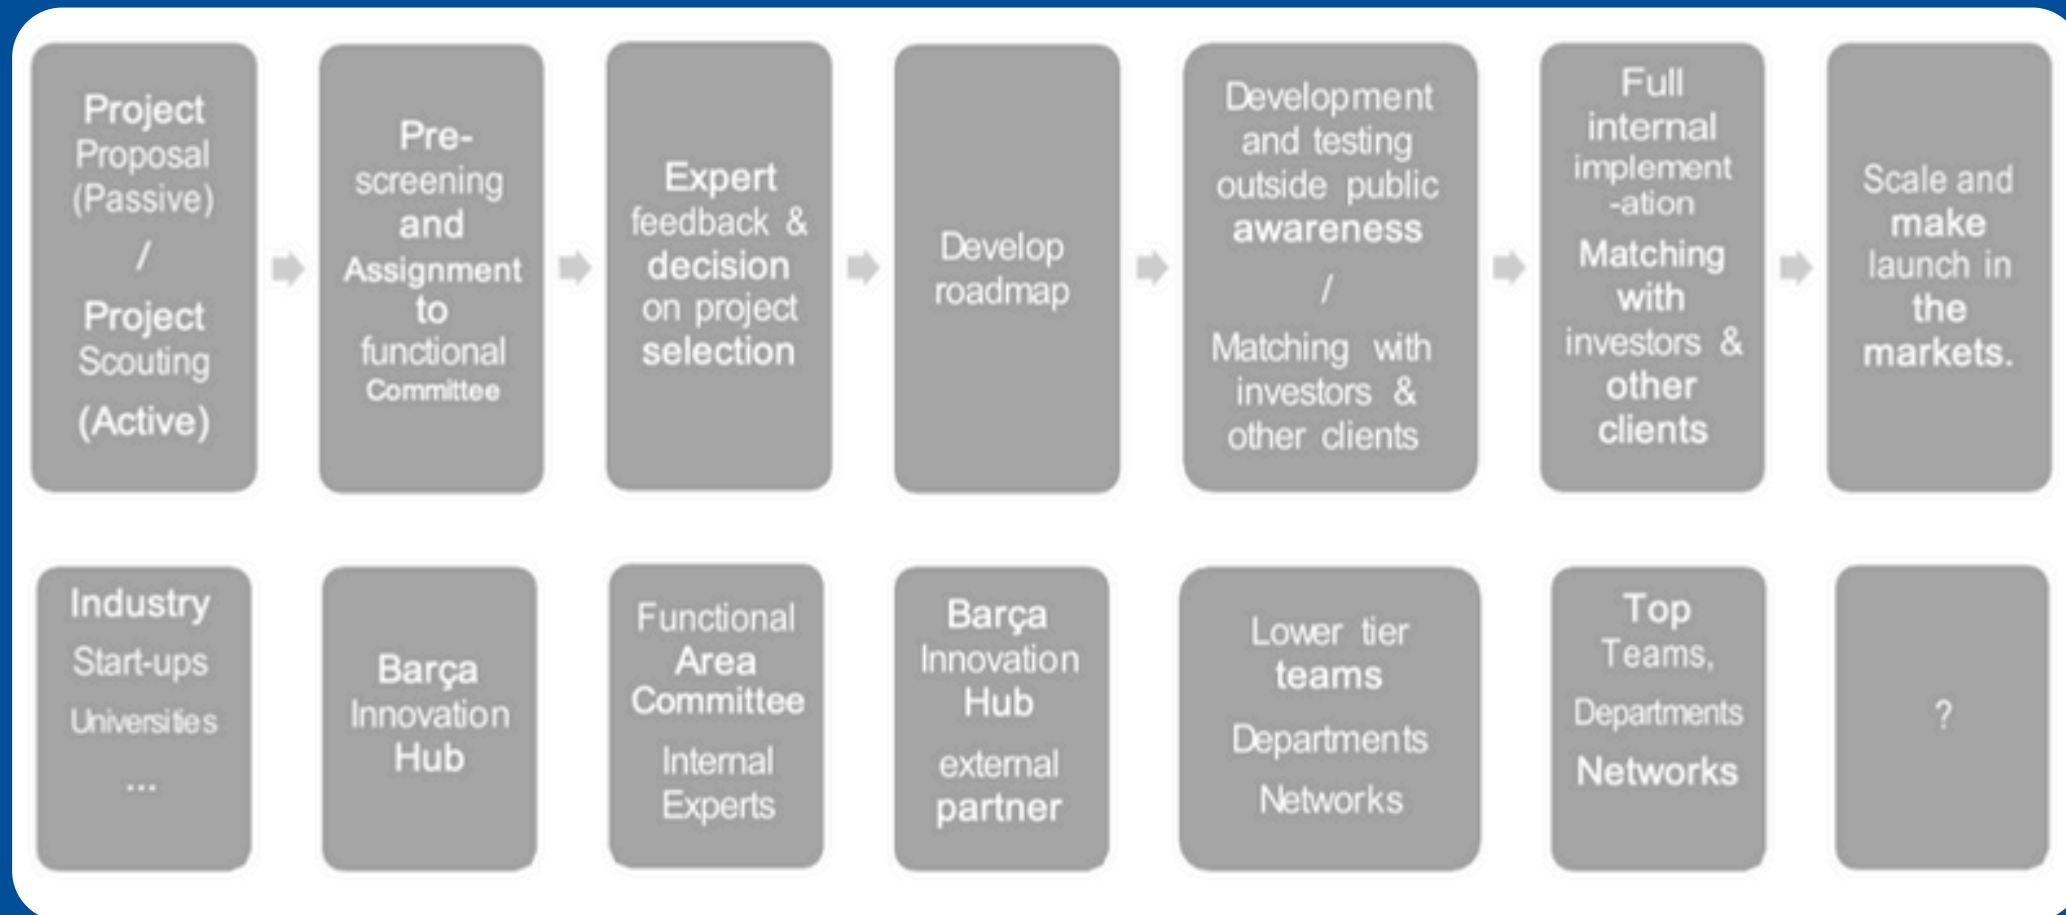 Project
Proposal
(Passive)
/
Project
Scouting
(Active)
Pre-
screening
and
Assignment
to
functional
Committee
Expert
feedback &
decision
on project
selection
Develop
roadmap
Development
and testing
outside public
awareness
/
Matching with
investors &
other clients
Full
internal
implement
-ation
Matching
with
investors &
other
clients
Scale and
make
launch in
the
markets.
Industry
Start-ups
Universities
...
Barça
Innovation
Hub
Functional
Area
Committee
Internal
Experts
Barça
Innovation
Hub
external
partner
Lower tier
teams
Departments
Networks
Top
Teams,
Departments
Networks
?